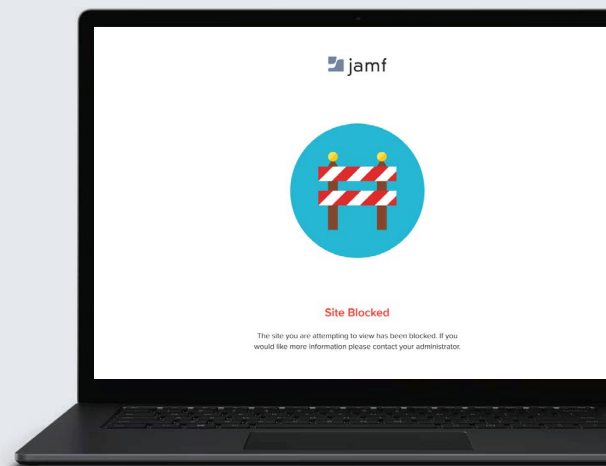 jamf
Site Blocked
The site you are attempting to view has been blocked. If you
would like more information please contact your administrator.